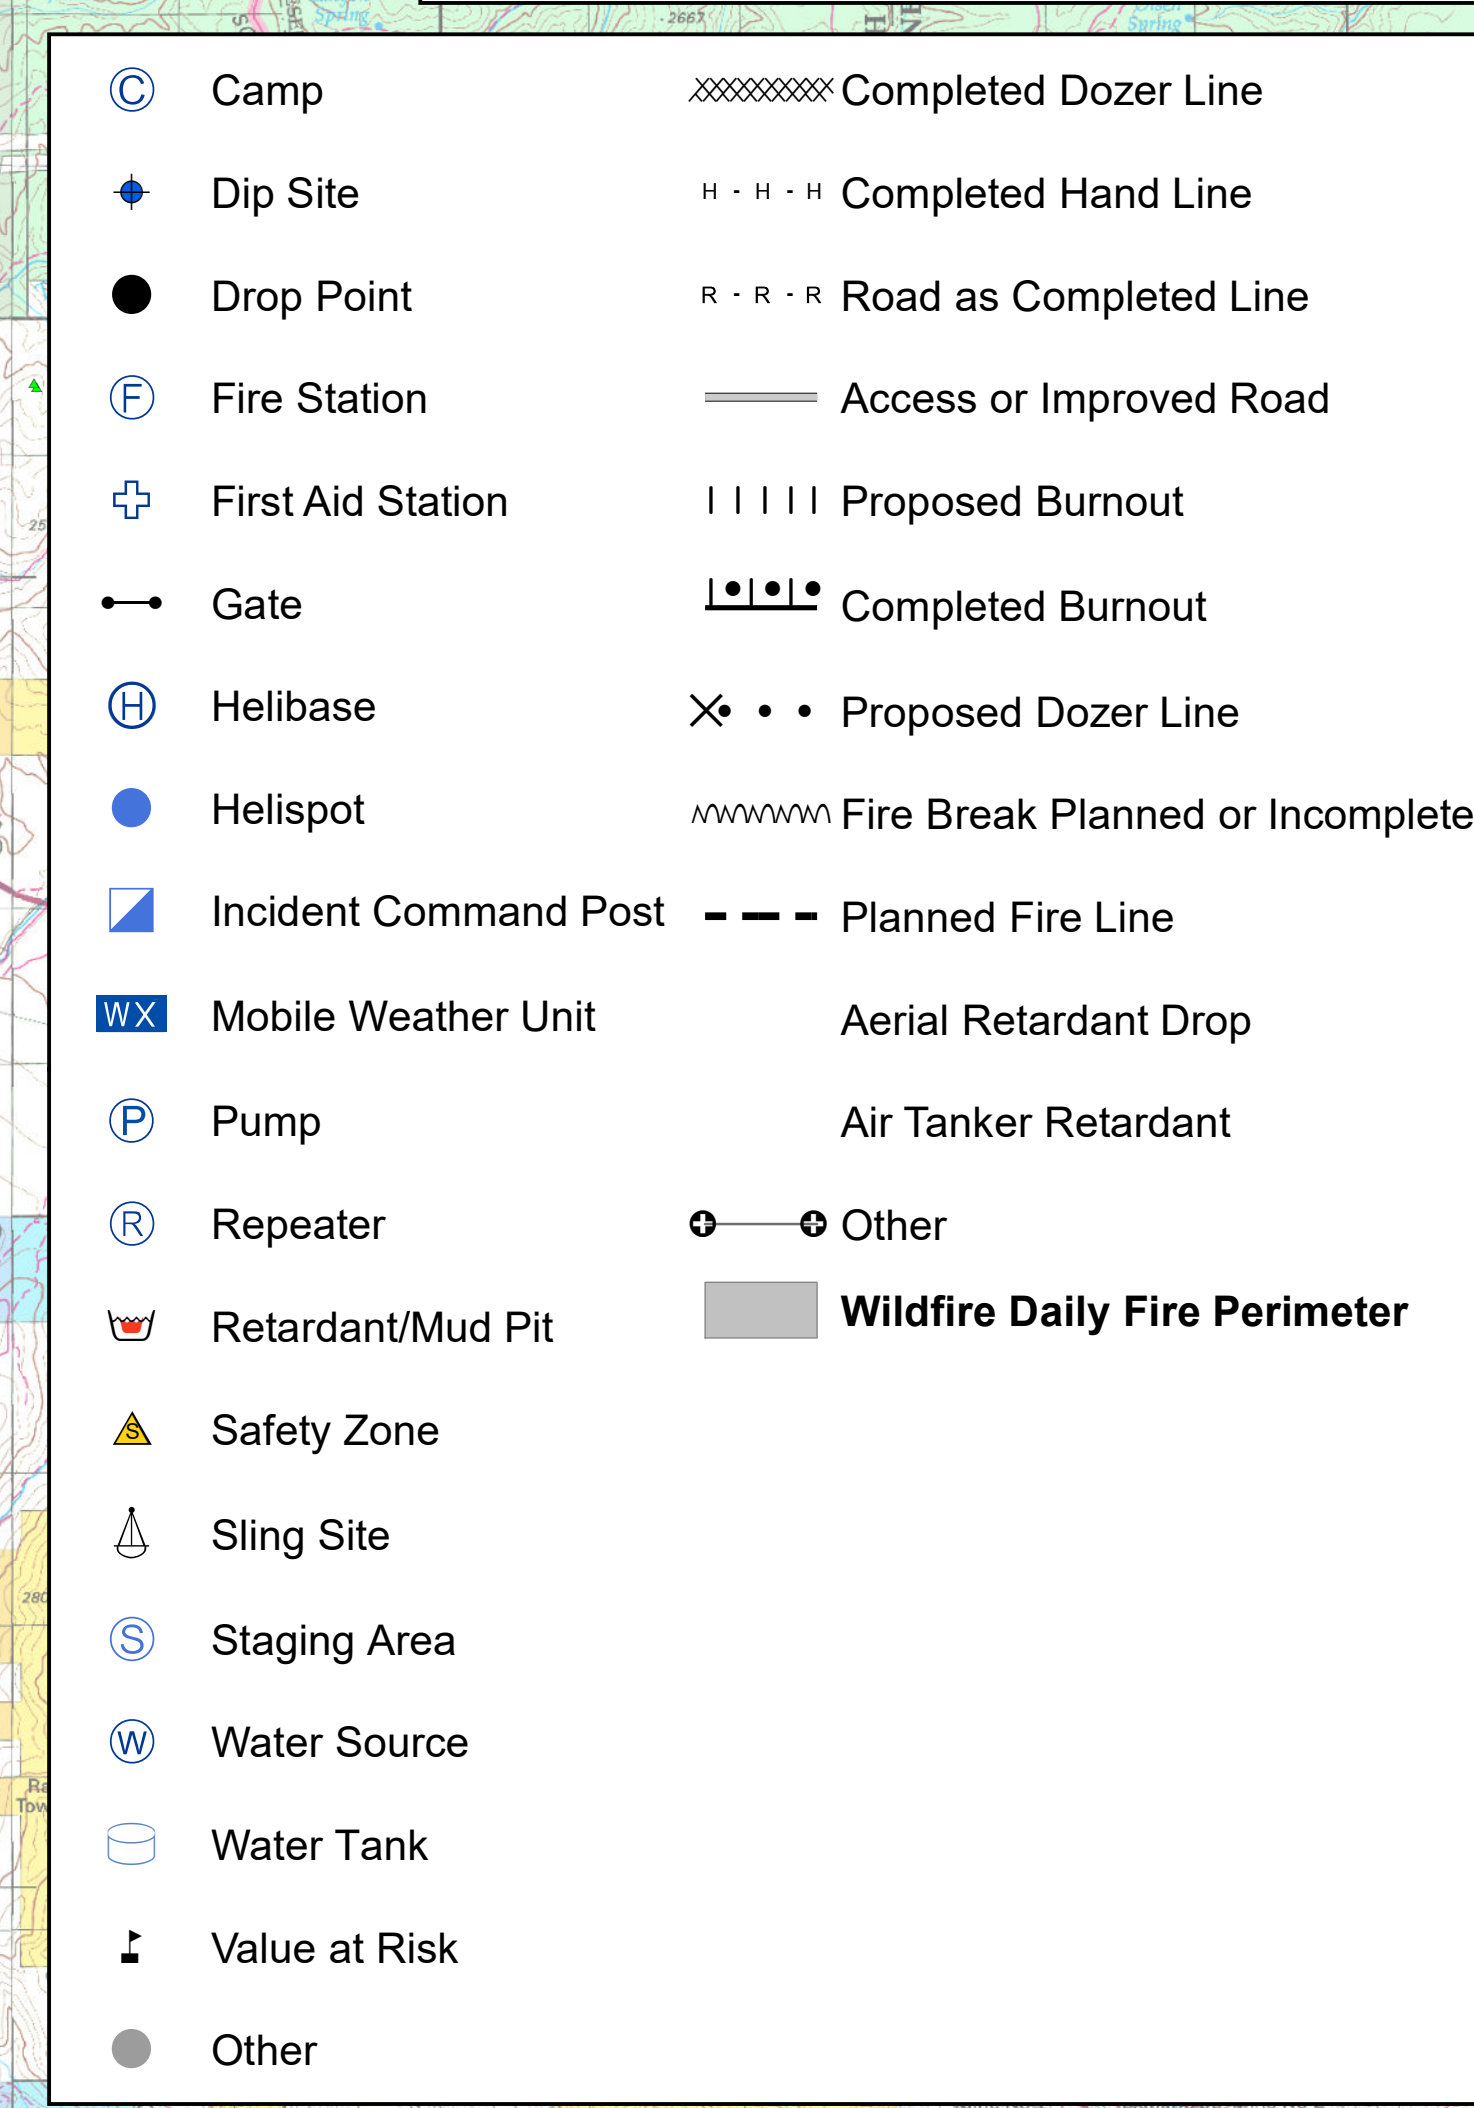 Spring
2667
Spring
C Camp
Completed Dozer Line
Dip Site
H - H - H Completed Hand Line
Drop Point
R - R - R Road as Completed Line
F Fire Station
Access or Improved Road
First Aid Station
Proposed Burnout
Gate
Completed Burnout
H Helibase
Proposed Dozer Line
Helispot
Fire Break Planned or Incomplete
Incident Command Post
Planned Fire Line
WX Mobile Weather Unit
Aerial Retardant Drop
P Pump
Air Tanker Retardant
R Repeater
Other
Retardant/Mud Pit
Wildfire Daily Fire Perimeter
S Safety Zone
Sling Site
S Staging Area
W Water Source
Water Tank
Value at Risk
Other